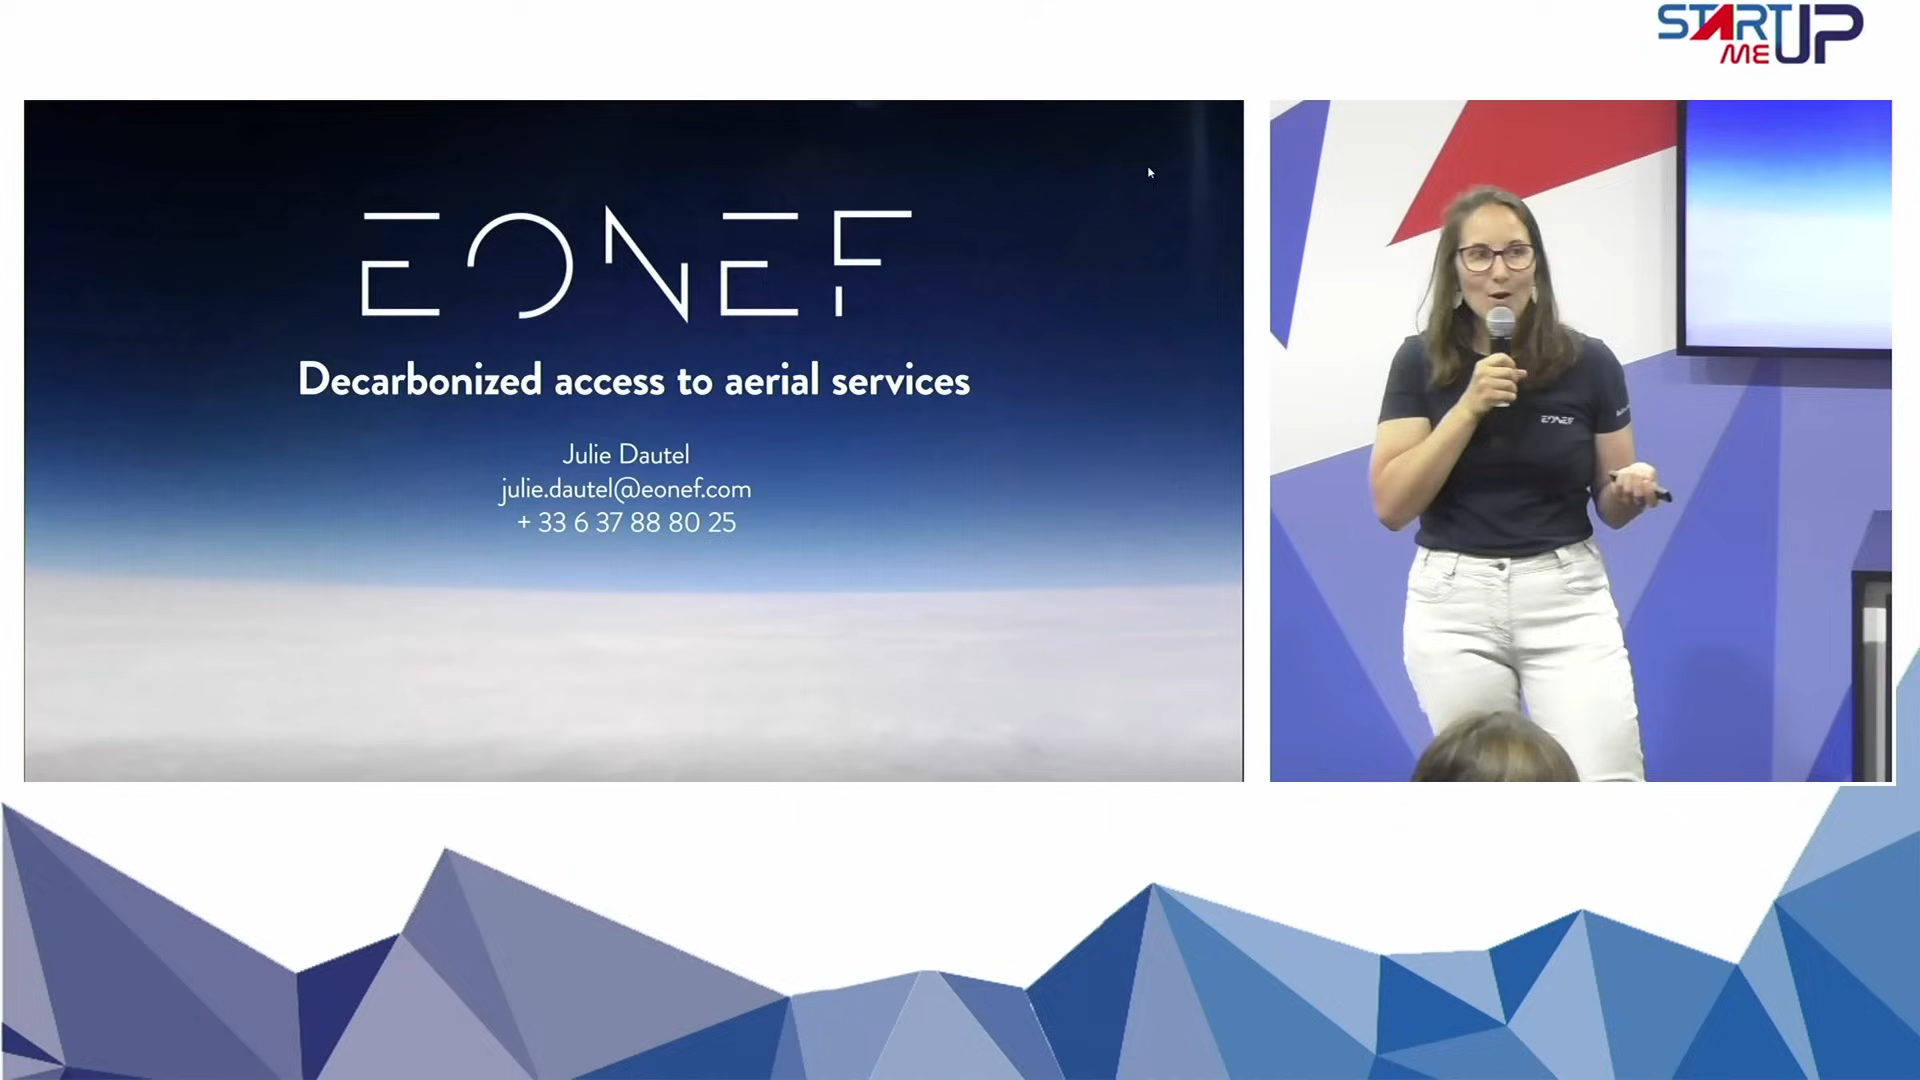 START
ME UP
EONEF
Decarbonized access to aerial services
Julie Dautel
julie.dautel@eonef.com
+ 33 6 37 88 80 25
EONEF